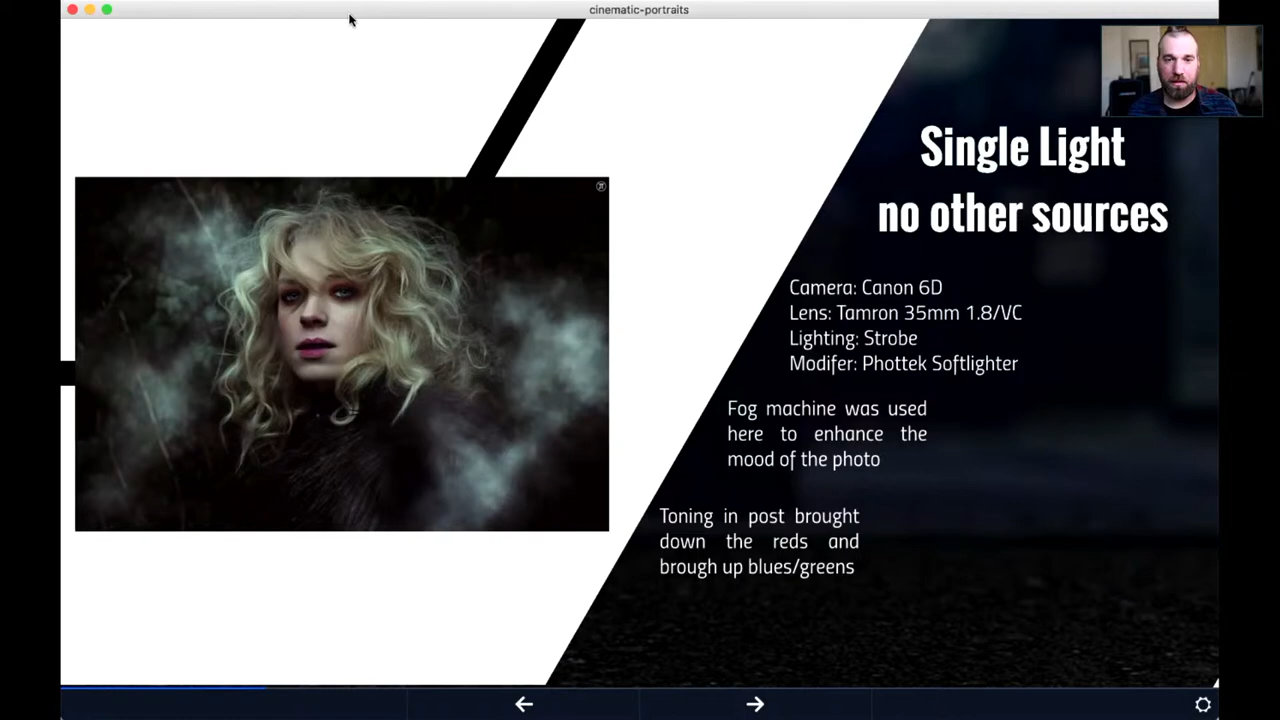 cinematic-portraits
Single Light
no other sources
Camera: Canon 6D
Lens: Tamron 35mm 1.8/VC
Lighting: Strobe
Modifer: Phottek Softlighter
Fog machine was used
here to enhance the
mood of the photo
Toning in post brought
down the reds and
brough up blues/greens